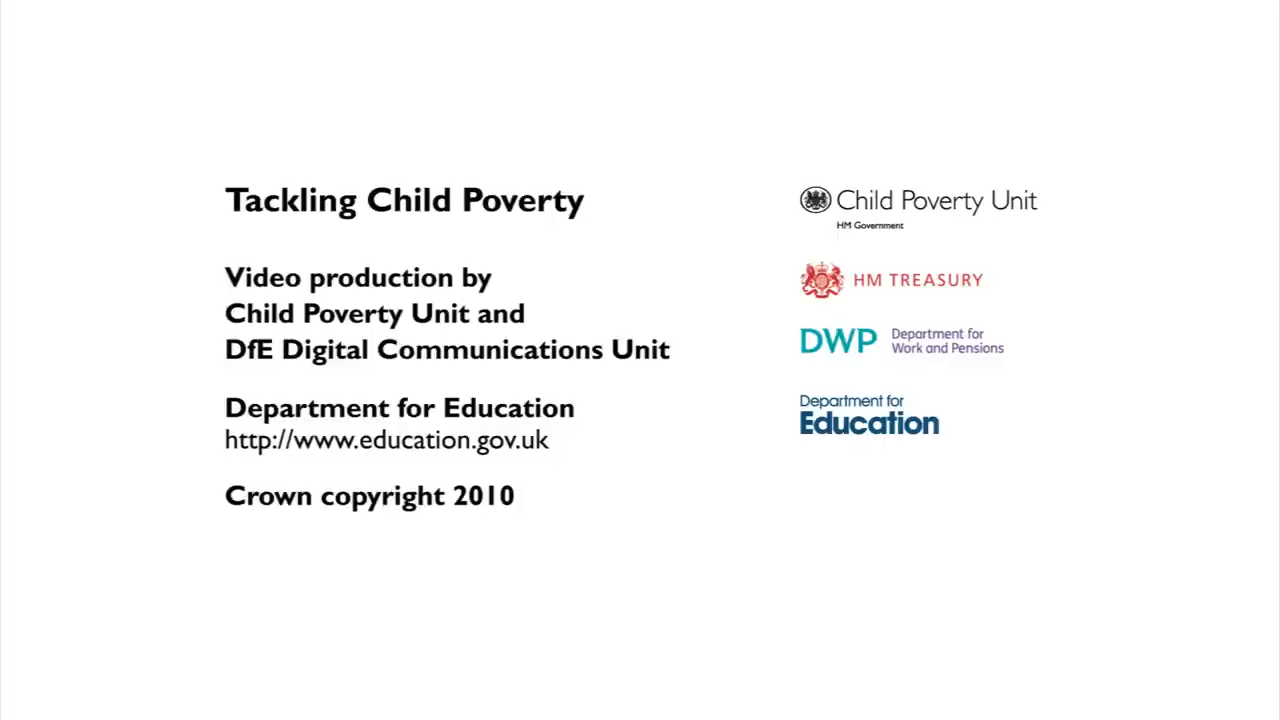 Tackling Child Poverty
Video production by
Child Poverty Unit and
DfE Digital Communications Unit
Department for Education
http://www.education.gov.uk
Crown copyright 2010
Child Poverty Unit
HM Government
HM TREASURY
DWP Department for
Work and Pensions
Department for
Education